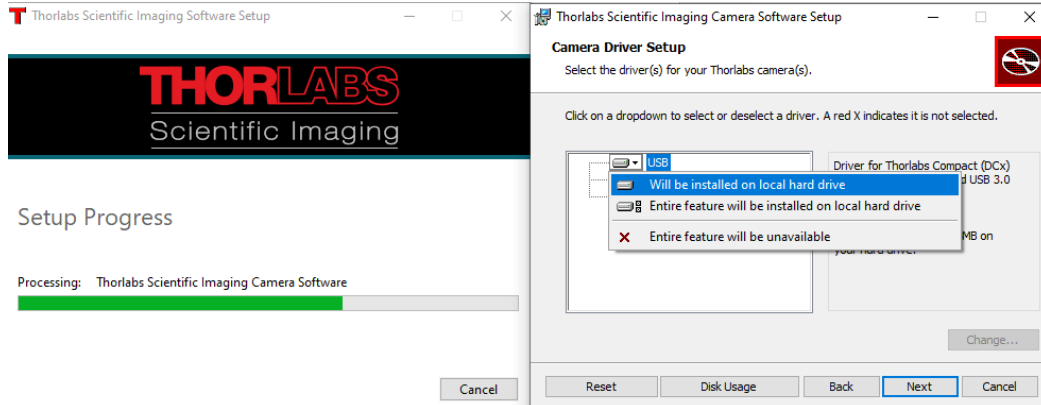 Thorlabs Scientific Imaging Software Setup
THORLABS
Scientific Imaging
Setup Progress
Processing: Thorlabs Scientific Imaging Camera Software
Cancel
Thorlabs Scientific Imaging Camera Software Setup
Camera Driver Setup
Select the driver(s) for your Thorlabs camera(s).
Click on a dropdown to select or deselect a driver. A red X indicates it is not selected.
USB
Will be installed on local hard drive
Entire feature will be installed on local hard drive
Entire feature will be unavailable
Driver for Thorlabs Compact (DCx)
USB 3.0
MB on
your hard drive.
Change...
Reset
Disk Usage
Back
Next
Cancel